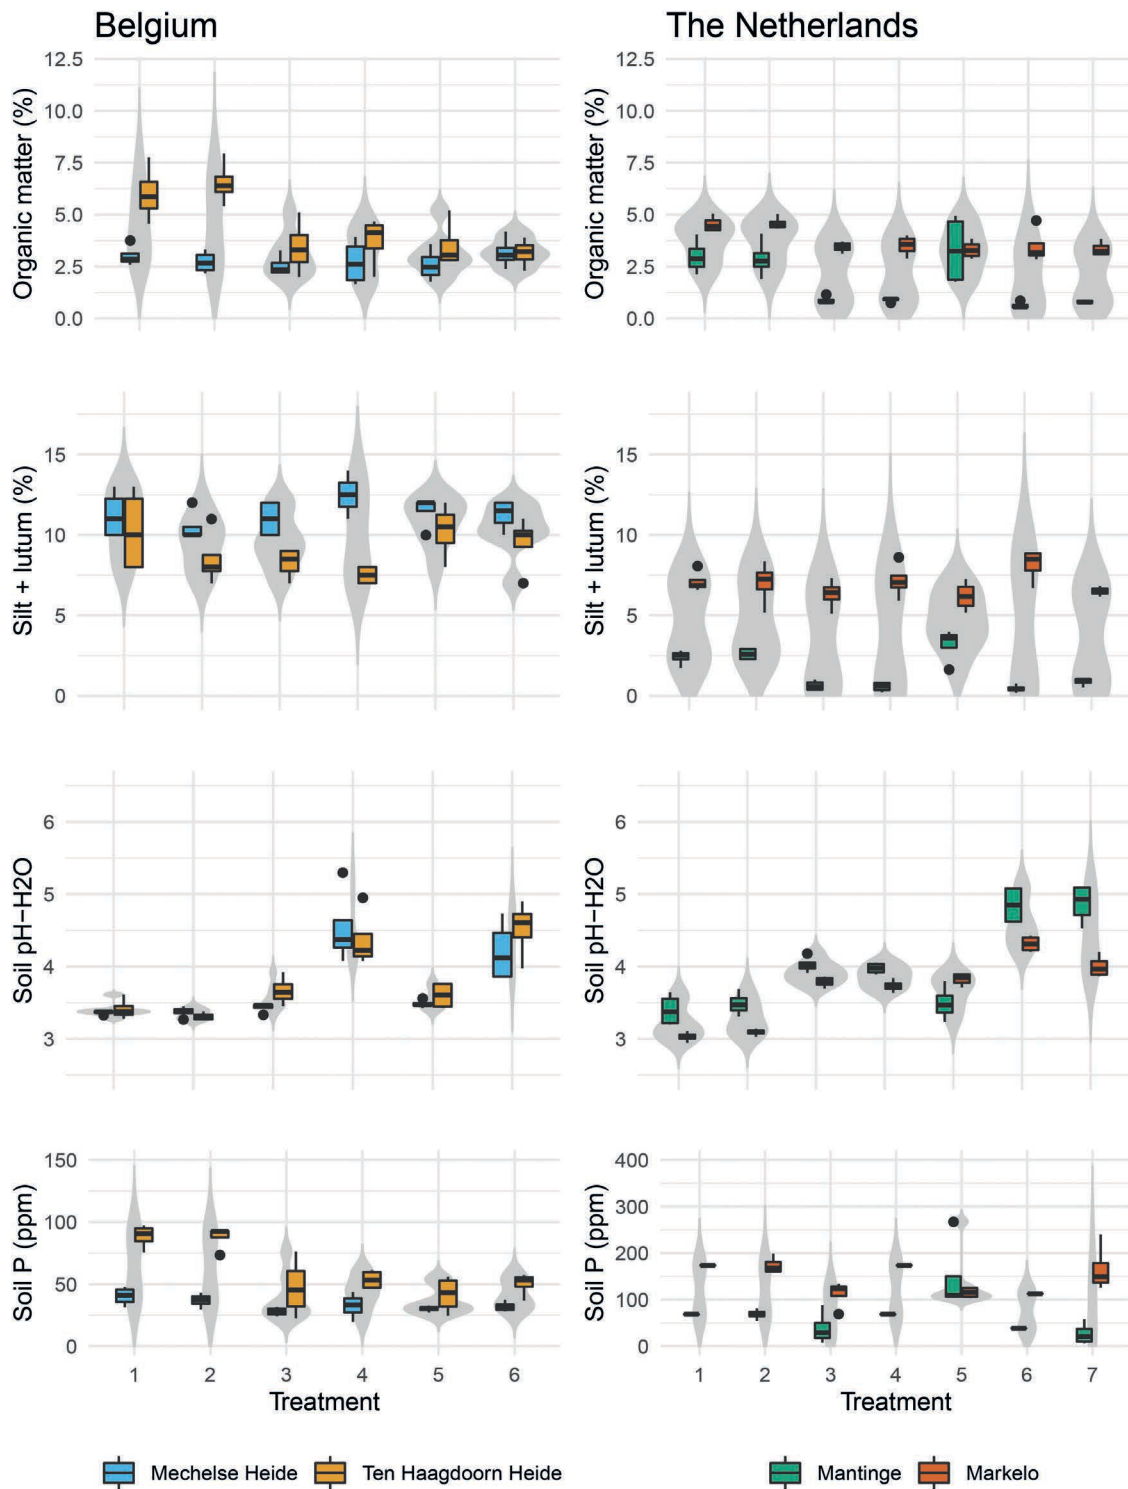 Belgium
The Netherlands
Organic matter (%)
12.5
10.0
7.5
5.0
2.5
0.0
Organic matter (%)
12.5
10.0
7.5
5.0
2.5
0.0
Silt + lutum (%)
15
10
5
0
Silt + lutum (%)
15
10
5
0
Soil pH−H2O
6
5
4
3
Soil pH−H2O
6
5
4
3
Soil P (ppm)
150
100
50
0
1 2 3 4 5 6
Treatment
Soil P (ppm)
400
300
200
100
0
1 2 3 4 5 6 7
Treatment
Mechelse Heide Ten Haagdoorn Heide
Mantinge Markelo